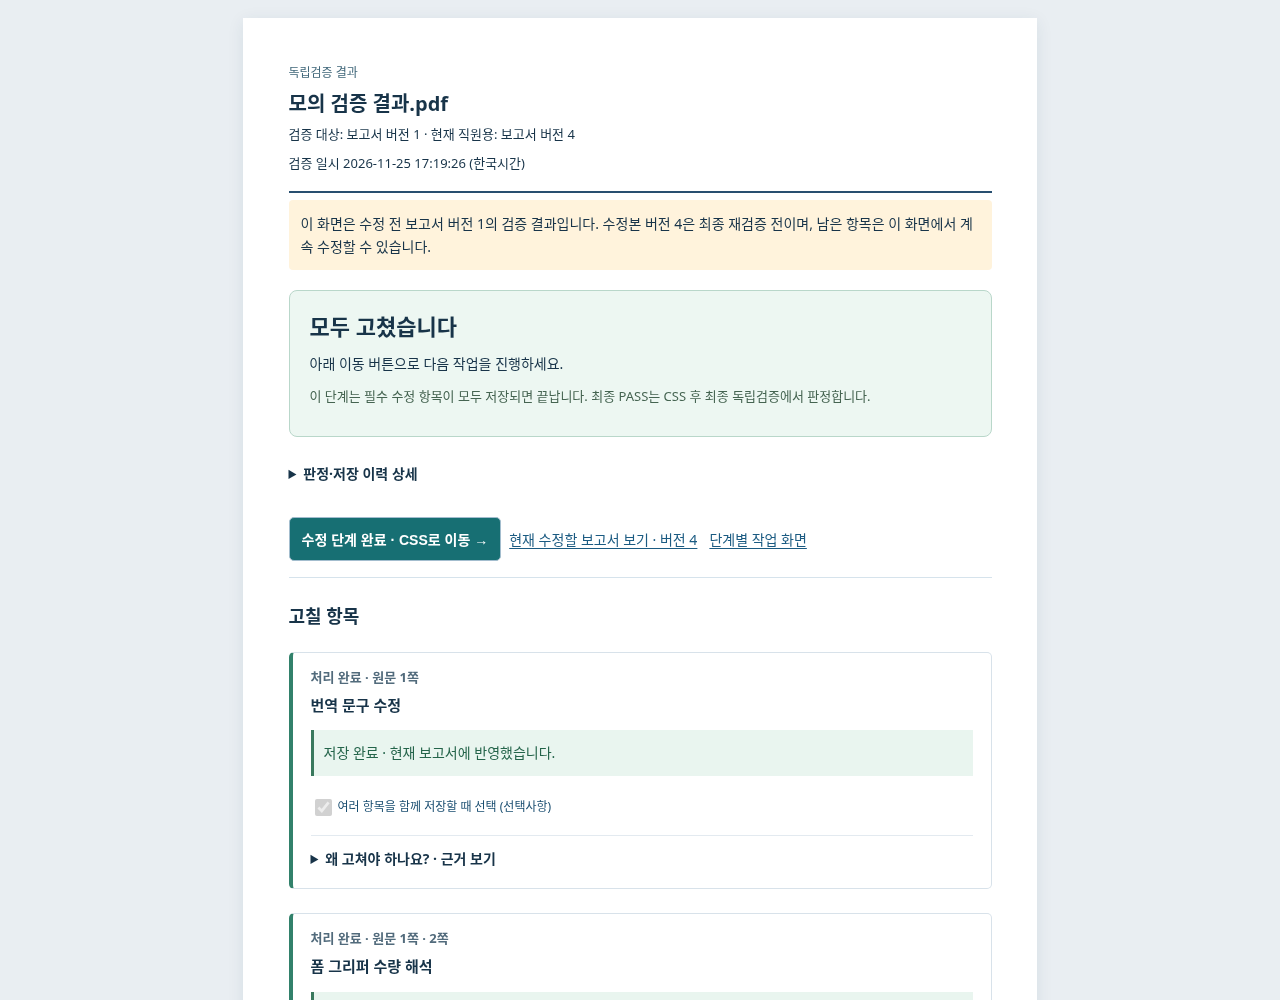 독립검증 결과
모의 검증 결과.pdf
검증 대상: 보고서 버전 1 · 현재 직원용: 보고서 버전 4
검증 일시 2026-11-25 17:19:26 (한국시간)
이 화면은 수정 전 보고서 버전 1의 검증 결과입니다. 수정본 버전 4은 최종 재검증 전이며, 남은 항목은 이 화면에서 계
속 수정할 수 있습니다.
모두 고쳤습니다
아래 이동 버튼으로 다음 작업을 진행하세요.
이 단계는 필수 수정 항목이 모두 저장되면 끝납니다. 최종 PASS는 CSS 후 최종 독립검증에서 판정합니다.
▶ 판정·저장 이력 상세
수정 단계 완료 · CSS로 이동 → 현재 수정할 보고서 보기 · 버전 4 단계별 작업 화면
고칠 항목
처리 완료 · 원문 1쪽
번역 문구 수정
저장 완료 · 현재 보고서에 반영했습니다.
여러 항목을 함께 저장할 때 선택 (선택사항)
▶ 왜 고쳐야 하나요? · 근거 보기
처리 완료 · 원문 1쪽 · 2쪽
폼 그리퍼 수량 해석